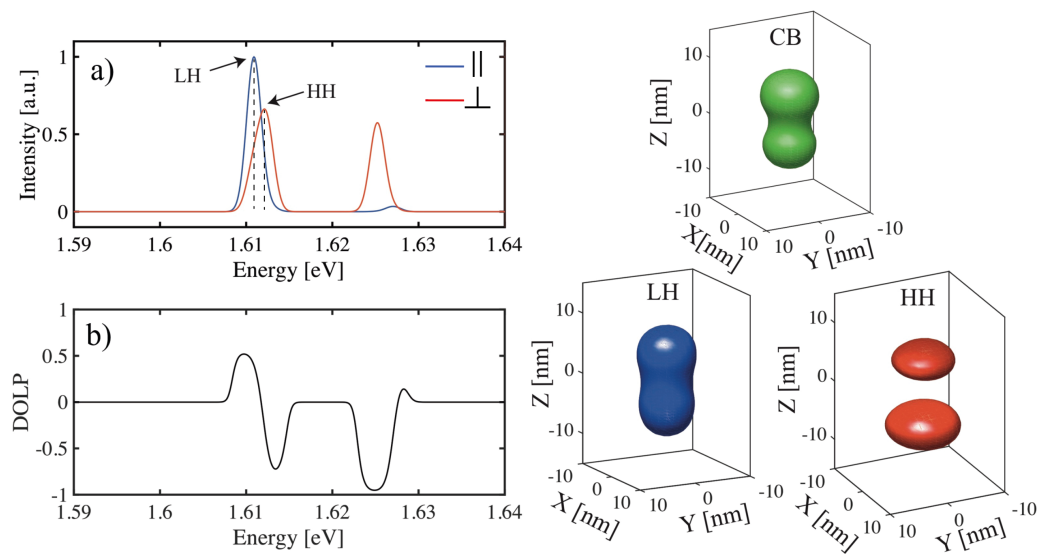 a)
LH
HH
||
⊥
Intensity [a.u.]
1
0.5
0
1.59 1.6 1.61 1.62 1.63 1.64
Energy [eV]
b)
DOLP
1
0.5
0
-0.5
-1
1.59 1.6 1.61 1.62 1.63 1.64
Energy [eV]
CB
Z [nm]
10
0
-10
-10 0 10
X[nm]
10 0 -10
Y [nm]
LH
Z [nm]
10
0
-10
-10 0 10
X [nm]
10 0 -10
Y [nm]
HH
Z [nm]
10
0
-10
-10 0 10
X [nm]
10 0 -10
Y [nm]